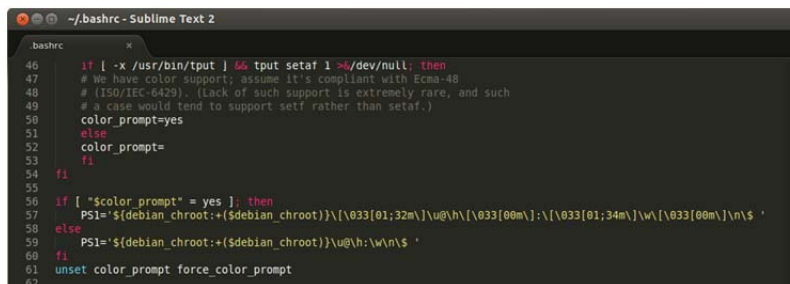 ~/.bashrc - Sublime Text 2
.bashrc ×
46 if [ -x /usr/bin/tput ] && tput setaf 1 >&/dev/null; then
47 # We have color support; assume it's compliant with Ecma-48
48 # (ISO/IEC-6429). (Lack of such support is extremely rare, and such
49 # a case would tend to support setf rather than setaf.)
50 color_prompt=yes
51 else
52 color_prompt=
53 fi
54 fi
55
56 if [ "$color_prompt" = yes ]; then
57 PS1='${debian_chroot:+($debian_chroot)}\[\033[01;32m\]\u@\h\[\033[00m\]:\[\033[01;34m\]\w\[\033[00m\]\n\$ '
58 else
59 PS1='${debian_chroot:+($debian_chroot)}\u@\h:\w\n\$ '
60 fi
61 unset color_prompt force_color_prompt
62